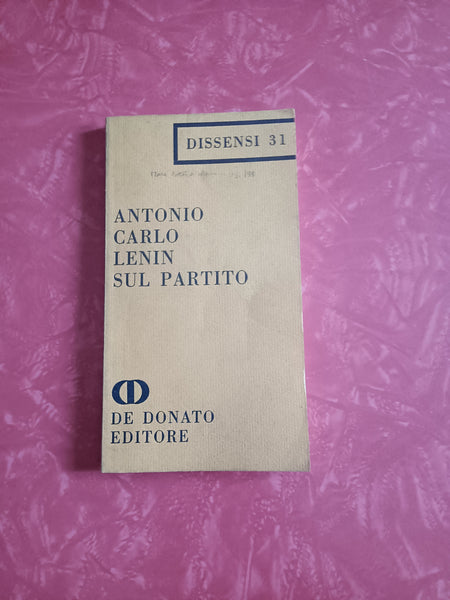 DISSENSI 31
ANTONIO
CARLO
LENIN
SUL PARTITO
DE DONATO
EDITORE